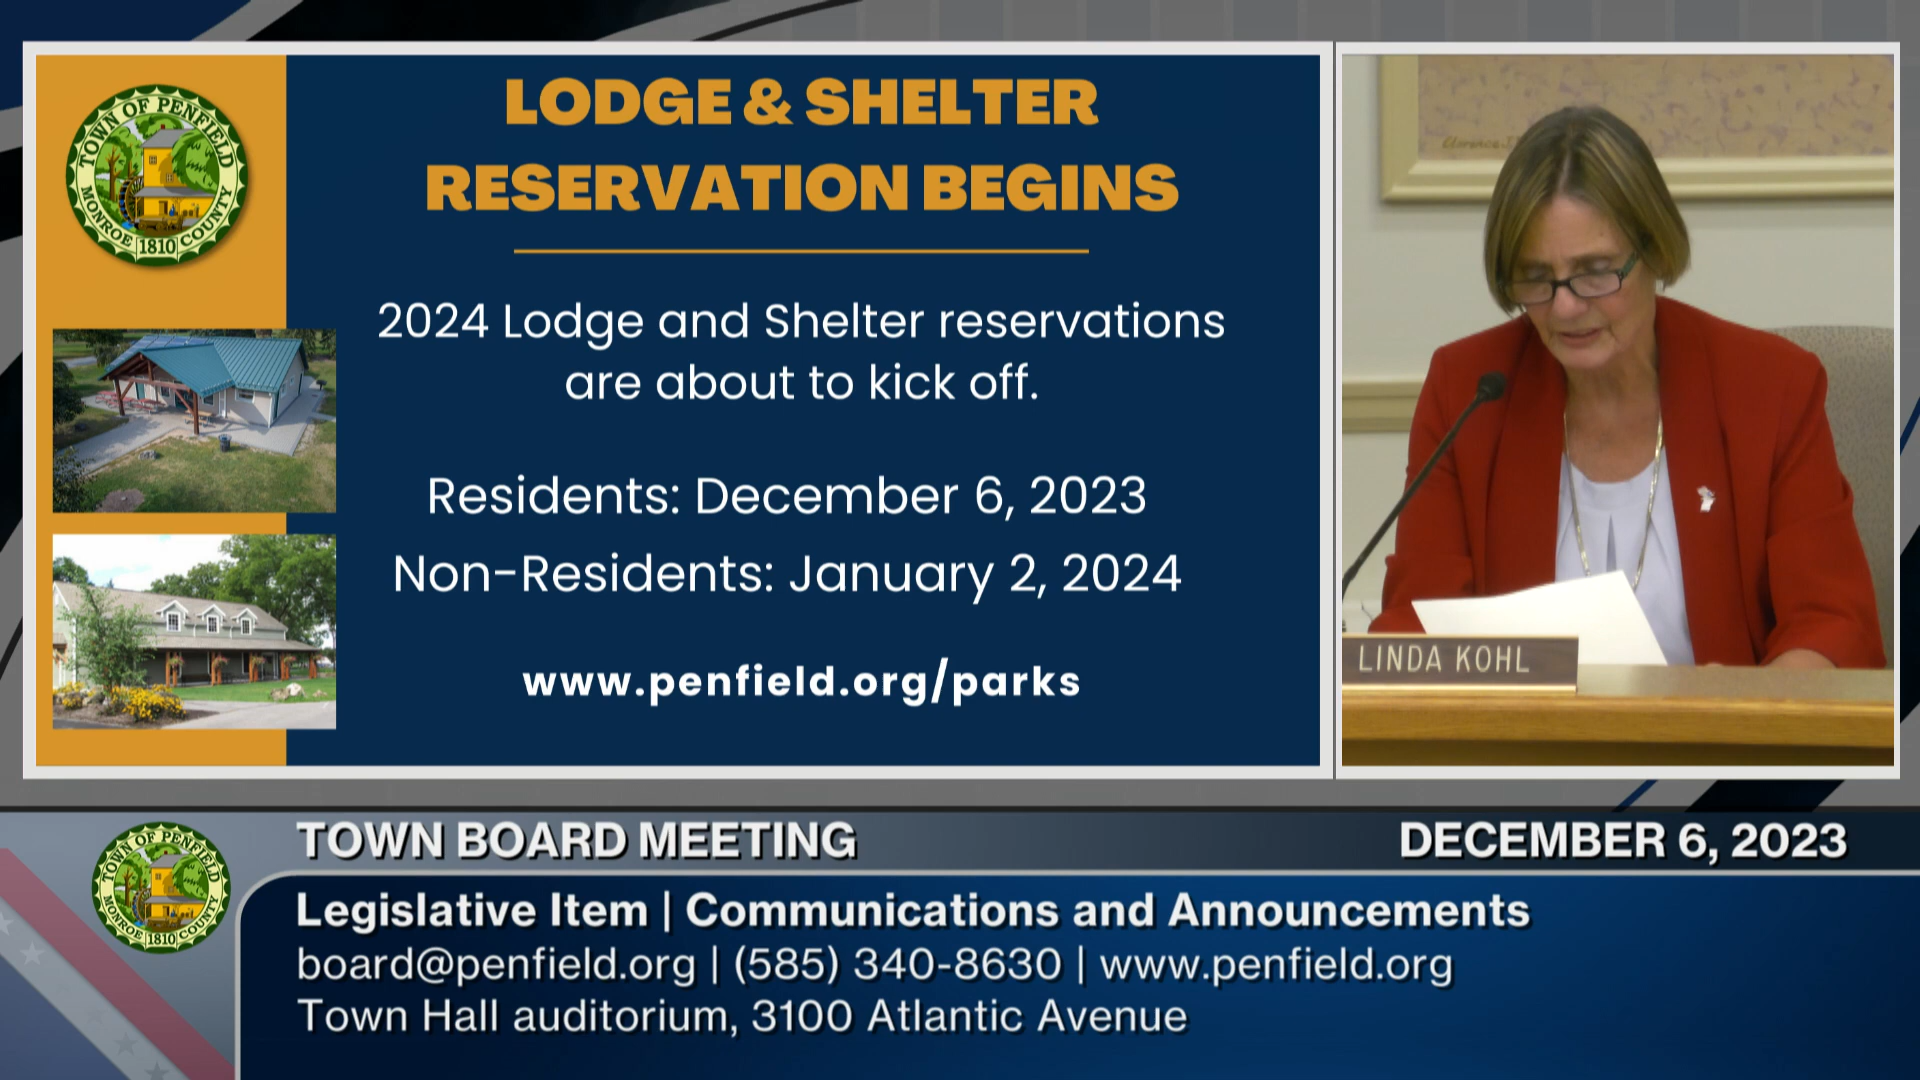 TOWN OF PENFIELD
MONROE 1810 COUNTY
LODGE & SHELTER
RESERVATION BEGINS
2024 Lodge and Shelter reservations
are about to kick off.
Residents: December 6, 2023
Non-Residents: January 2, 2024
www.penfield.org/parks
LINDA KOHL
TOWN BOARD MEETING
DECEMBER 6, 2023
TOWN OF PENFIELD
MONROE 1810 COUNTY
Legislative Item | Communications and Announcements
board@penfield.org | (585) 340-8630 | www.penfield.org
Town Hall auditorium, 3100 Atlantic Avenue